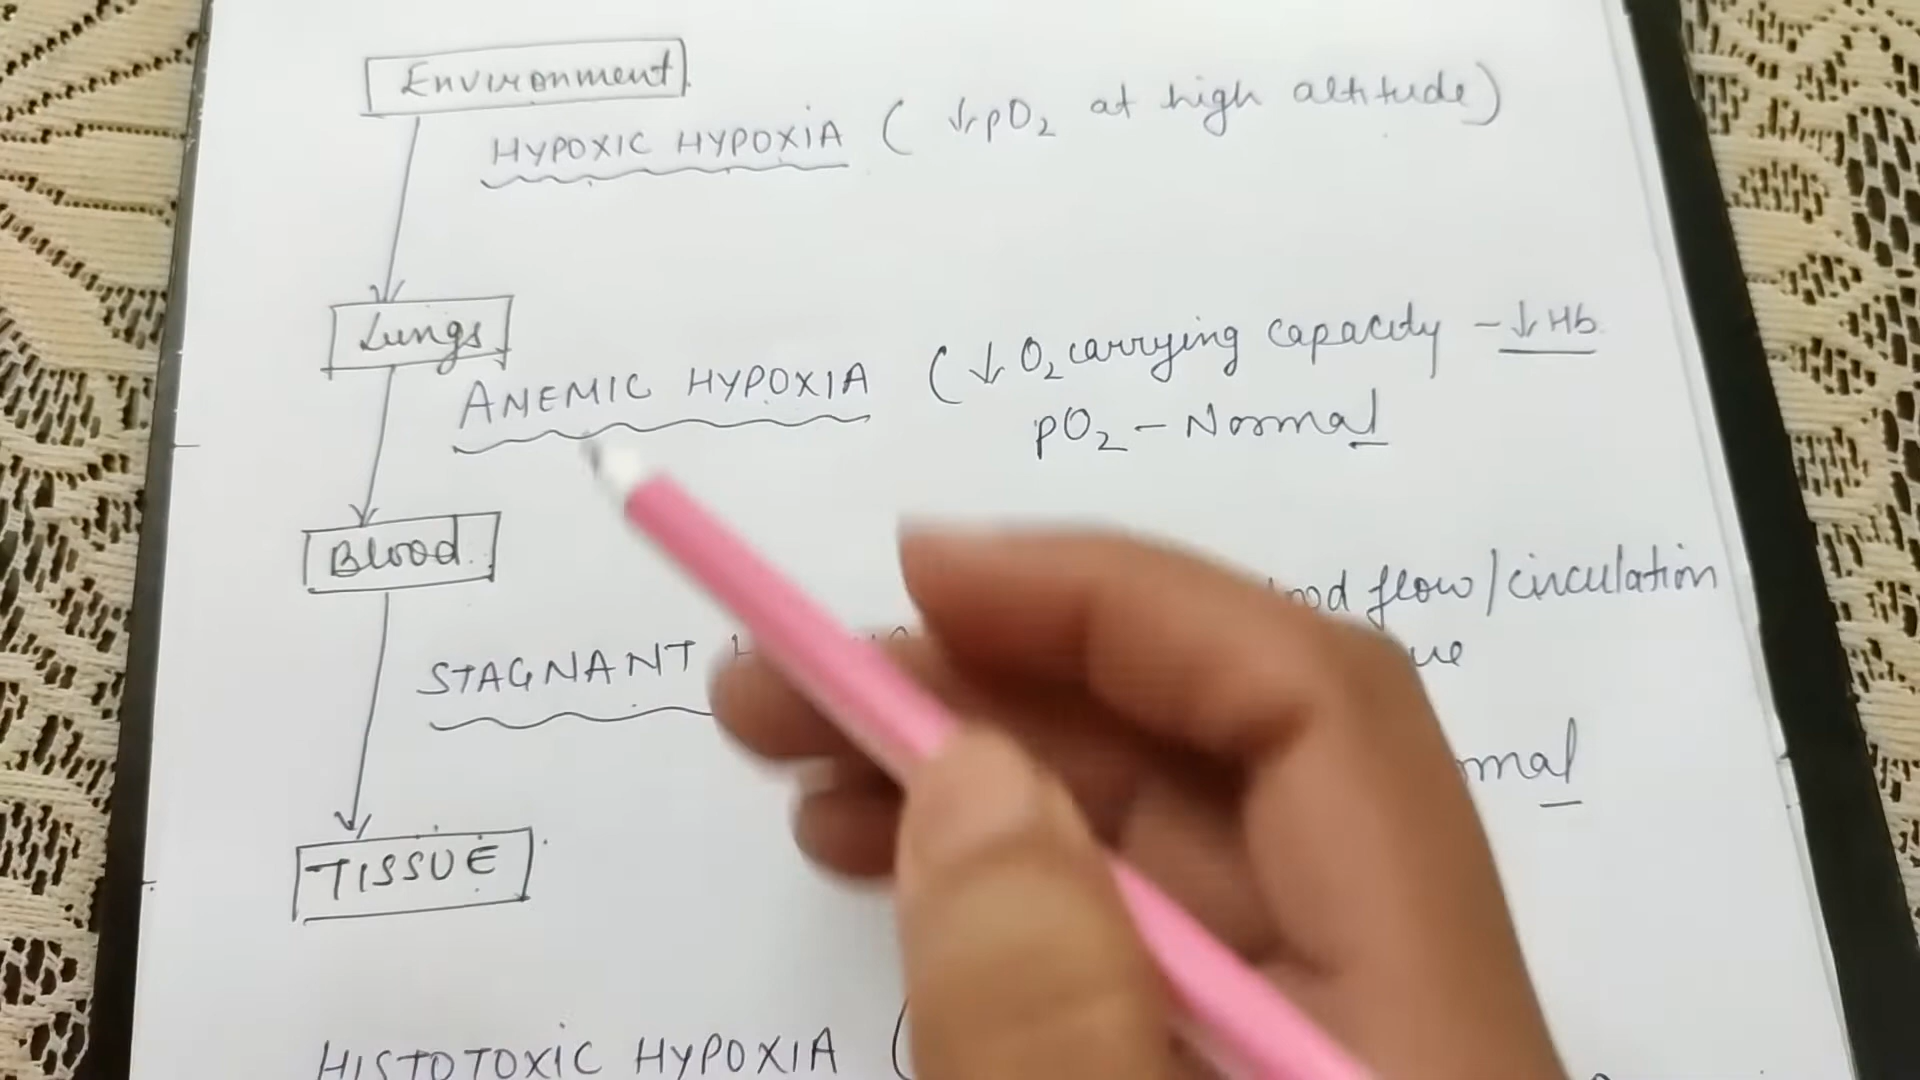 Environment
HYPOXIC HYPOXIA (↓pO₂ at high altitude)
Lungs
ANEMIC HYPOXIA (↓ O₂ carrying capacity - ↓ Hb
pO₂ - Normal
Blood
flow / circulation
STAGNANT
TISSUE
HISTOTOXIC HYPOXIA (